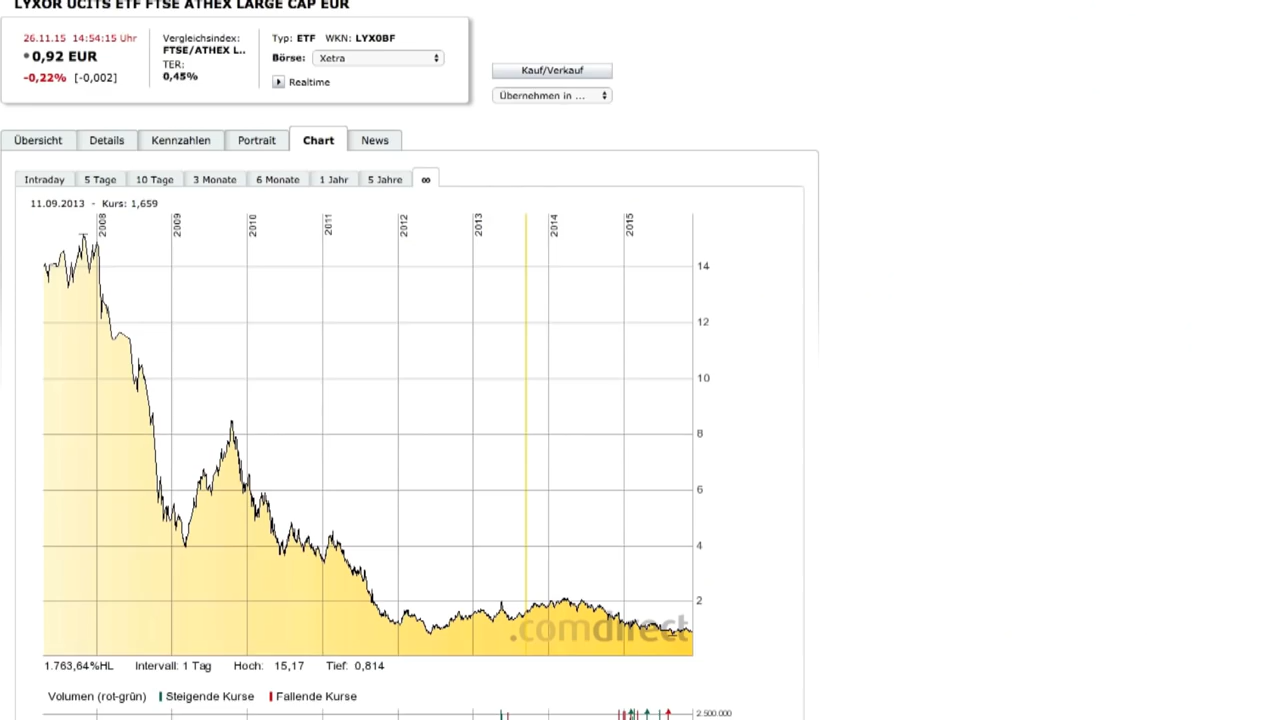 LYXOR UCITS ETF FTSE ATHEX LARGE CAP EUR
26.11.15 14:54:15 Uhr
0,92 EUR
-0,22% [-0,002]
Vergleichsindex:
FTSE/ATHEX L..
TER:
0,45%
Typ: ETF WKN: LYX0BF
Börse: Xetra
Realtime
Kauf/Verkauf
Übernehmen in ...
Übersicht Details Kennzahlen Portrait Chart News
Intraday 5 Tage 10 Tage 3 Monate 6 Monate 1 Jahr 5 Jahre ∞
11.09.2013 - Kurs: 1,659
2008 2009 2010 2011 2012 2013 2014 2015
14
12
10
8
6
4
2
.comdirect
1.763,64%HL Intervall: 1 Tag Hoch: 15,17 Tief: 0,814
Volumen (rot-grün) Steigende Kurse Fallende Kurse
2.500.000